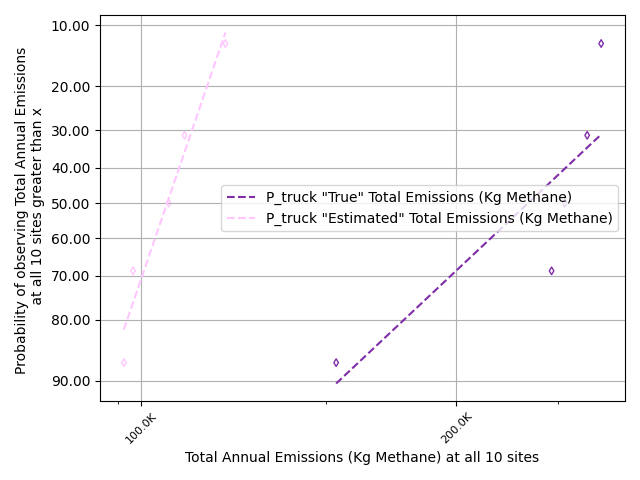 10.00
20.00
30.00
40.00
50.00
60.00
70.00
80.00
90.00
Probability of observing Total Annual Emissions
at all 10 sites greater than x
P_truck "True" Total Emissions (Kg Methane)
P_truck "Estimated" Total Emissions (Kg Methane)
100.0K
200.0K
Total Annual Emissions (Kg Methane) at all 10 sites